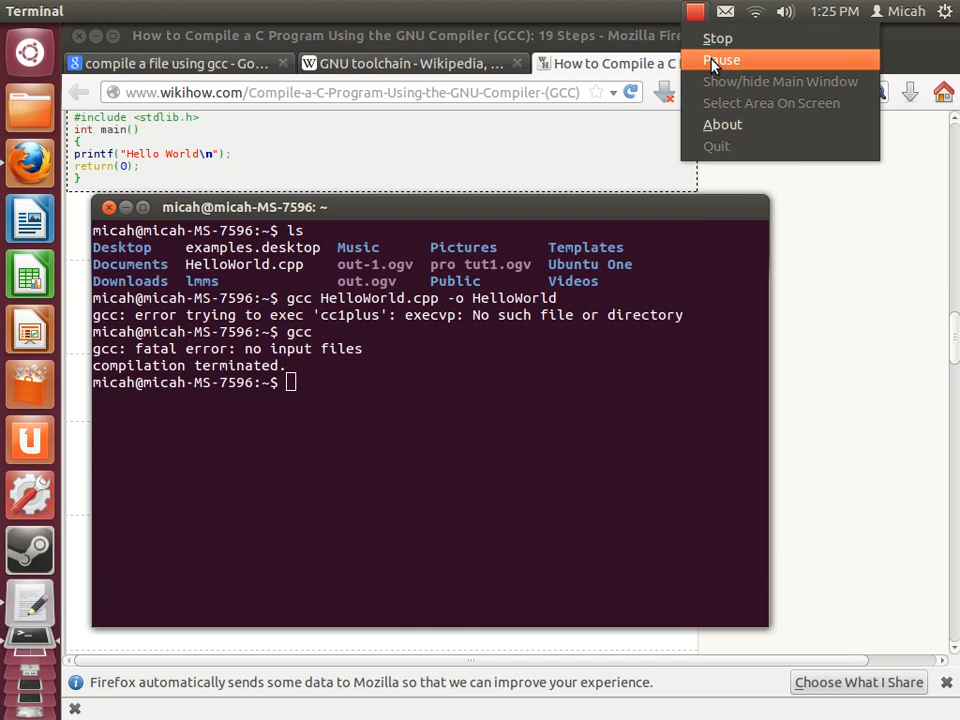 Terminal
1:25 PM
Micah
How to Compile a C Program Using the GNU Compiler (GCC): 19 Steps - Mozilla Fire
Stop
Pause
Show/hide Main Window
Select Area On Screen
About
Quit
compile a file using gcc - Go...
W GNU toolchain - Wikipedia, ...
How to Compile a C
www.wikihow.com/Compile-a-C-Program-Using-the-GNU-Compiler-(GCC)
#include <stdlib.h>
int main()
{
printf("Hello World\n");
return(0);
}
micah@micah-MS-7596: ~
micah@micah-MS-7596:~$ ls
Desktop examples.desktop Music Pictures Templates
Documents HelloWorld.cpp out-1.ogv pro tut1.ogv Ubuntu One
Downloads lmms out.ogv Public Videos
micah@micah-MS-7596:~$ gcc HelloWorld.cpp -o HelloWorld
gcc: error trying to exec 'cc1plus': execvp: No such file or directory
micah@micah-MS-7596:~$ gcc
gcc: fatal error: no input files
compilation terminated.
micah@micah-MS-7596:~$
Firefox automatically sends some data to Mozilla so that we can improve your experience.
Choose What I Share